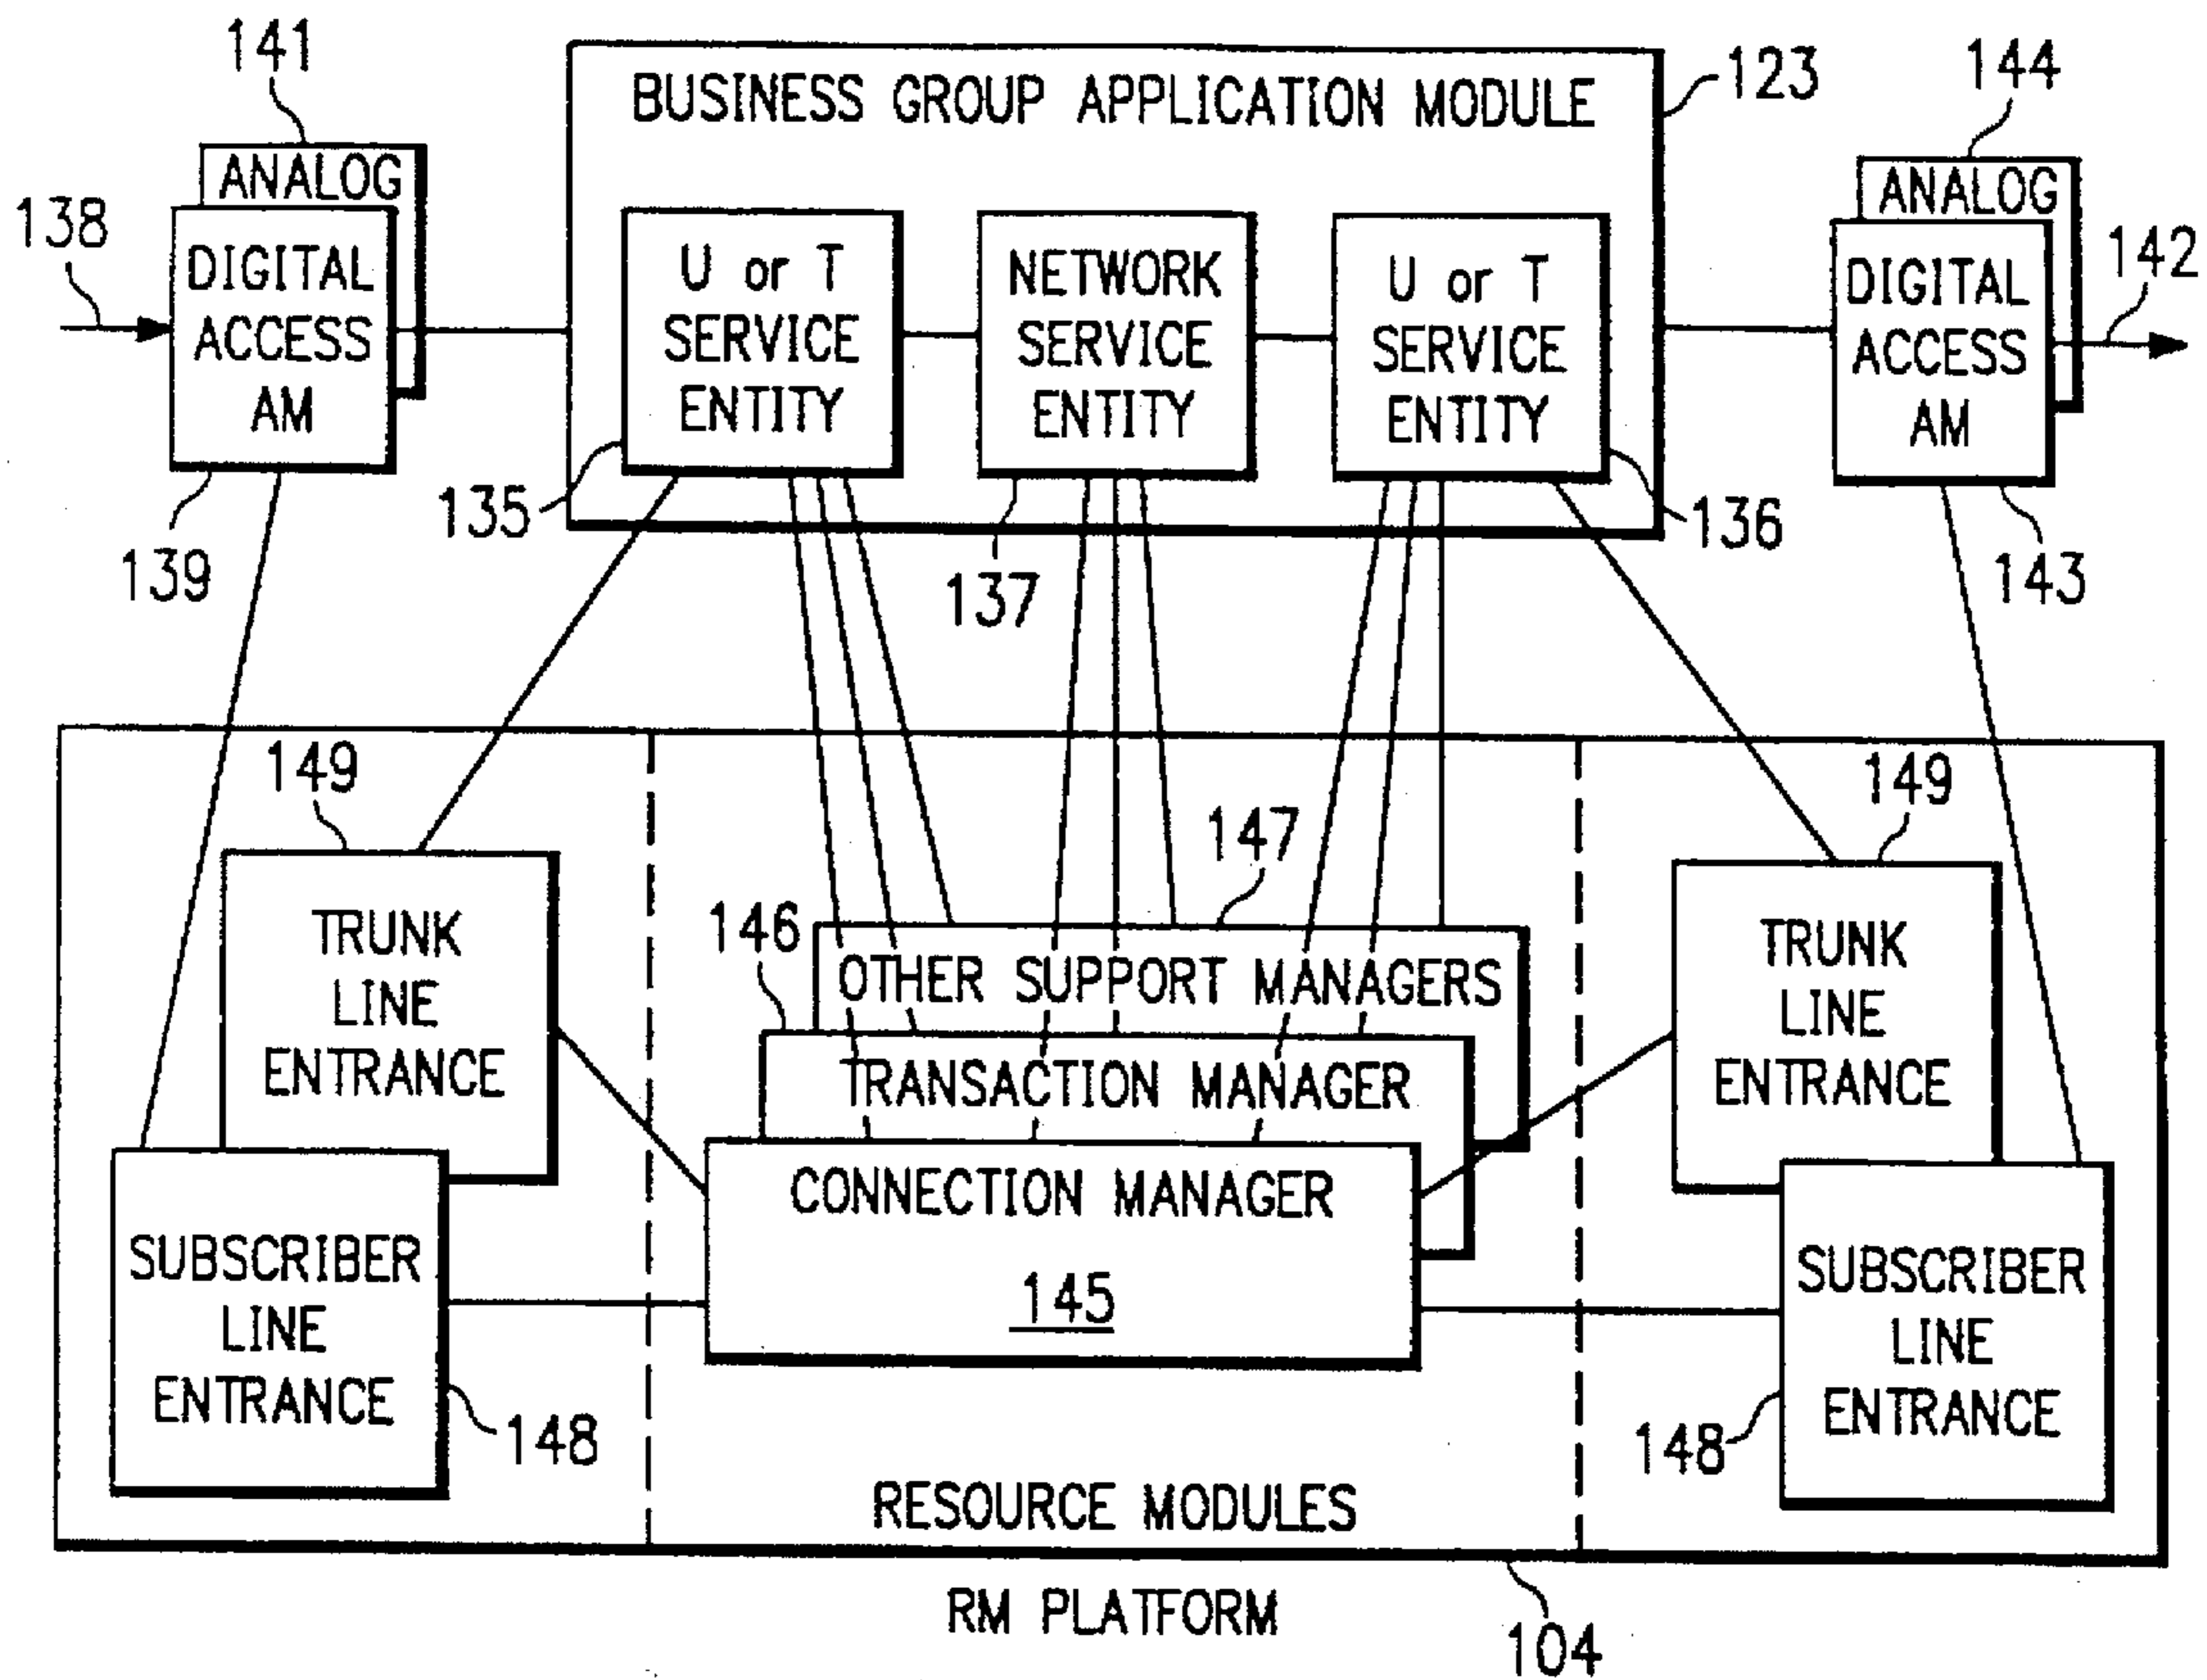 141
BUSINESS GROUP APPLICATION MODULE
123
144
ANALOG
ANALOG
138
DIGITAL
ACCESS
AM
U or T
SERVICE
ENTITY
NETWORK
SERVICE
ENTITY
U or T
SERVICE
ENTITY
DIGITAL
ACCESS
AM
142
135
136
139
137
143
149
149
147
146
TRUNK
LINE
ENTRANCE
OTHER SUPPORT MANAGERS
TRANSACTION MANAGER
CONNECTION MANAGER
145
TRUNK
LINE
ENTRANCE
SUBSCRIBER
LINE
ENTRANCE
148
SUBSCRIBER
LINE
ENTRANCE
148
RESOURCE MODULES
RM PLATFORM
104